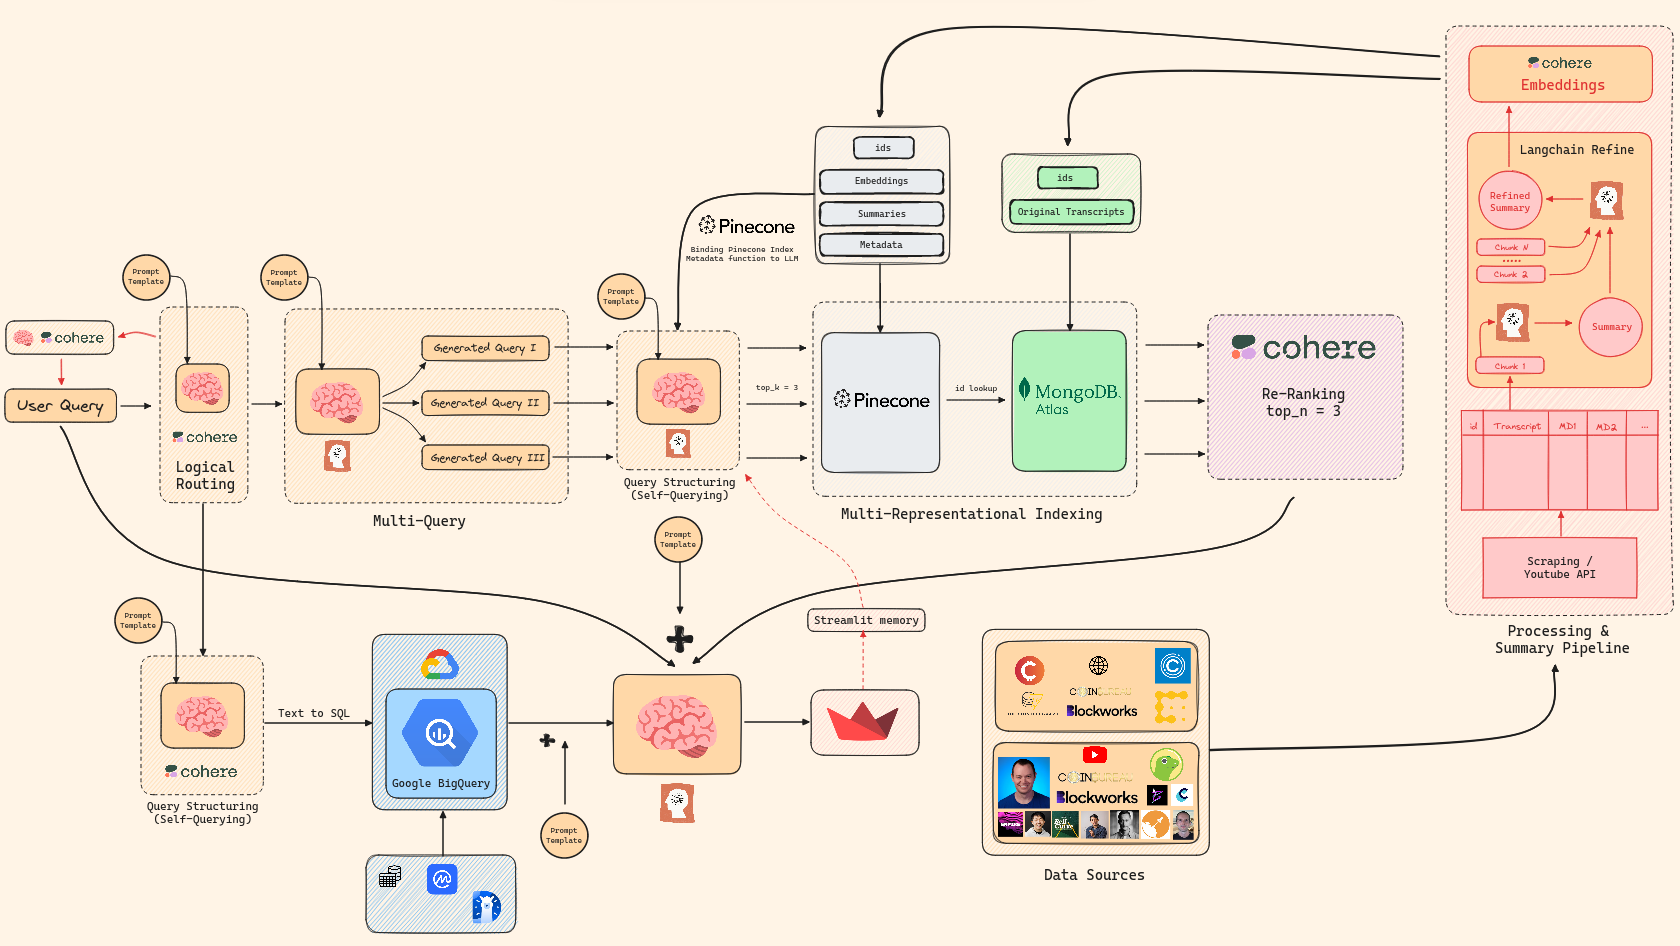 cohere
Embeddings
ids
Embeddings
Summaries
Metadata
ids
Original Transcripts
Langchain Refine
Refined
Summary
Chunk N
.....
Chunk 2
Summary
Chunk 1
id
Transcript
MD1
MD2
...
Scraping /
Youtube API
Processing &
Summary Pipeline
Pinecone
Binding Pinecone Index
Metadata function to LLM
Prompt
Template
Prompt
Template
Prompt
Template
cohere
User Query
cohere
Logical
Routing
Generated Query I
Generated Query II
Generated Query III
Multi-Query
Query Structuring
(Self-Querying)
top_k = 3
Pinecone
id lookup
MongoDB.
Atlas
Multi-Representational Indexing
cohere
Re-Ranking
top_n = 3
Prompt
Template
Prompt
Template
cohere
Query Structuring
(Self-Querying)
Text to SQL
Google BigQuery
Prompt
Template
Streamlit memory
COINBUREAU
Blockworks
COINBUREAU
Blockworks
Data Sources